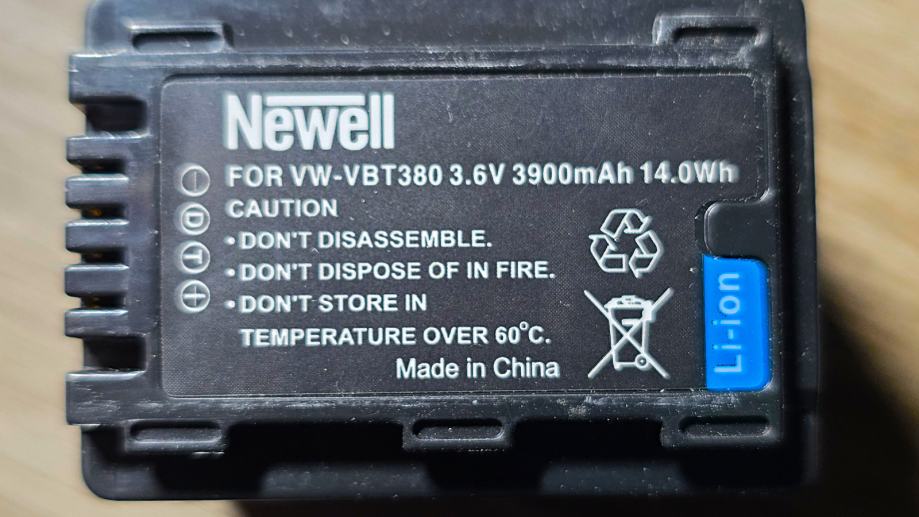 Newell
FOR VW-VBT380 3.6V 3900mAh 14.0Wh
CAUTION
•DON'T DISASSEMBLE.
•DON'T DISPOSE OF IN FIRE.
•DON'T STORE IN
TEMPERATURE OVER 60°C.
Made in China
Li-ion
−
D
T
+